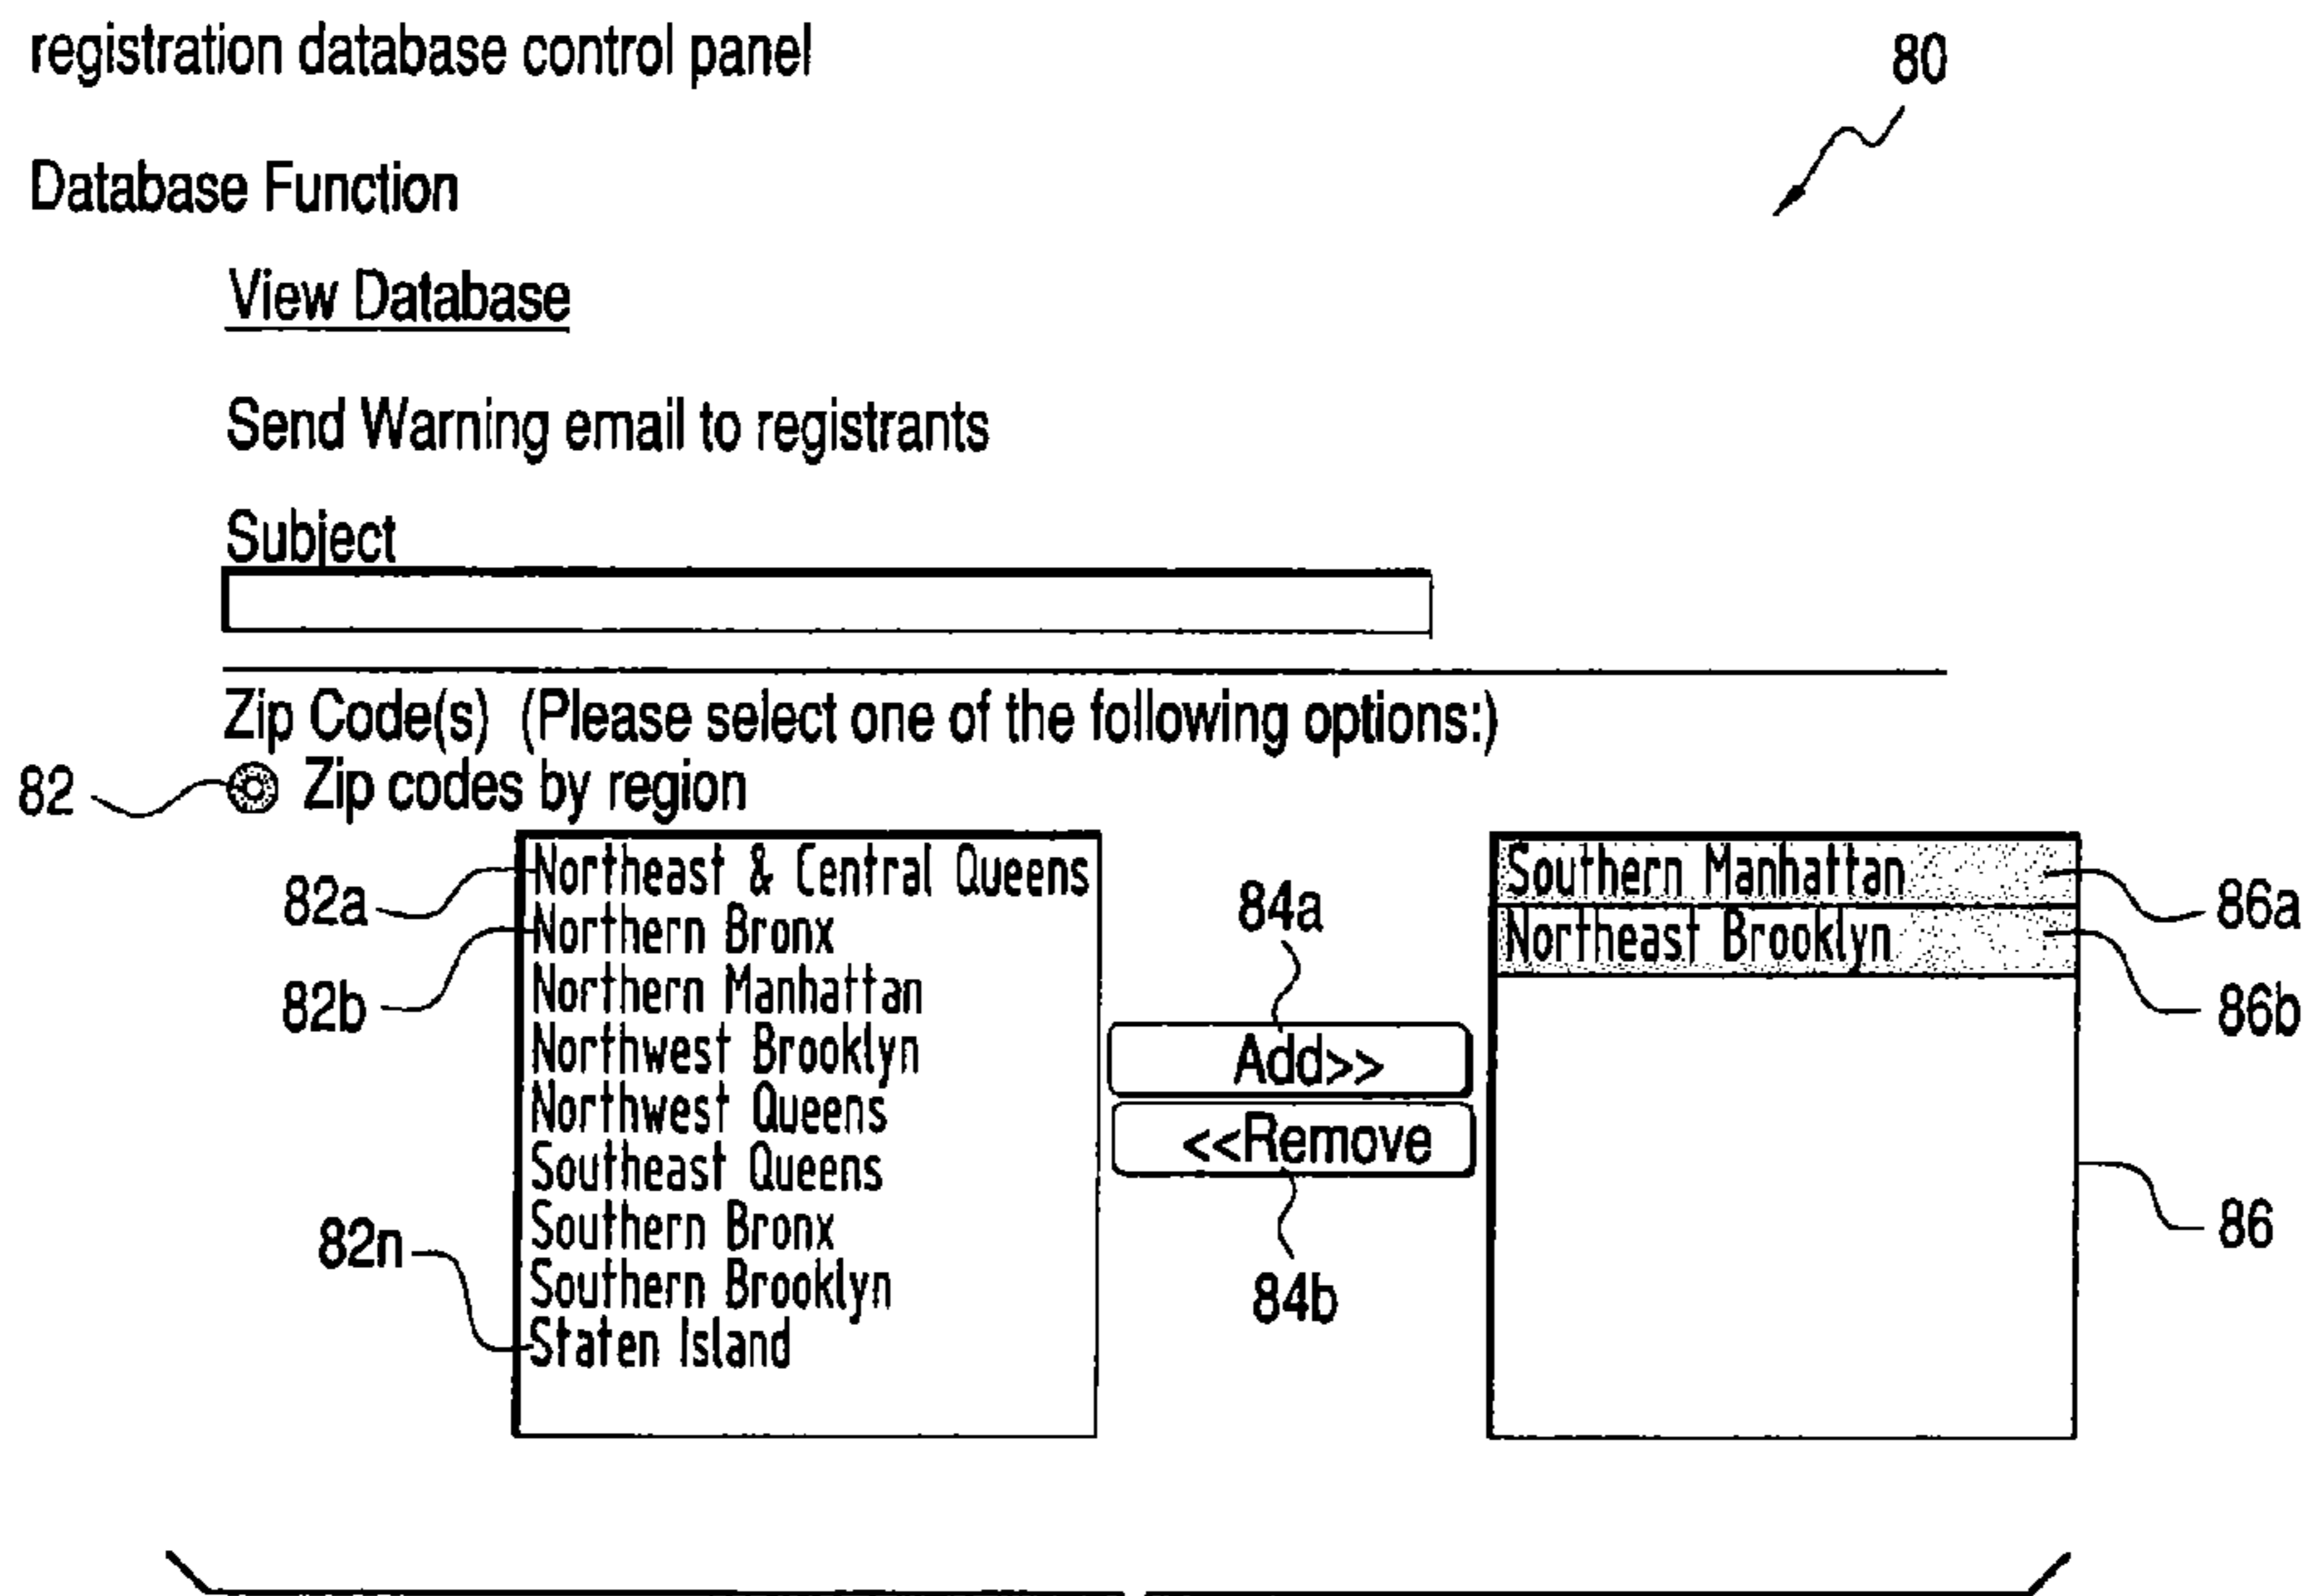 registration database control panel
80
Database Function
View Database
Send Warning email to registrants
Subject
Zip Code(s) (Please select one of the following options:)
82 Zip codes by region
82a Northeast & Central Queens
82b Northern Bronx
Northern Manhattan
Northwest Brooklyn
Northwest Queens
Southeast Queens
Southern Bronx
Southern Brooklyn
82n Staten Island
84a
Add>>
<<Remove
84b
Southern Manhattan 86a
Northeast Brooklyn 86b
86